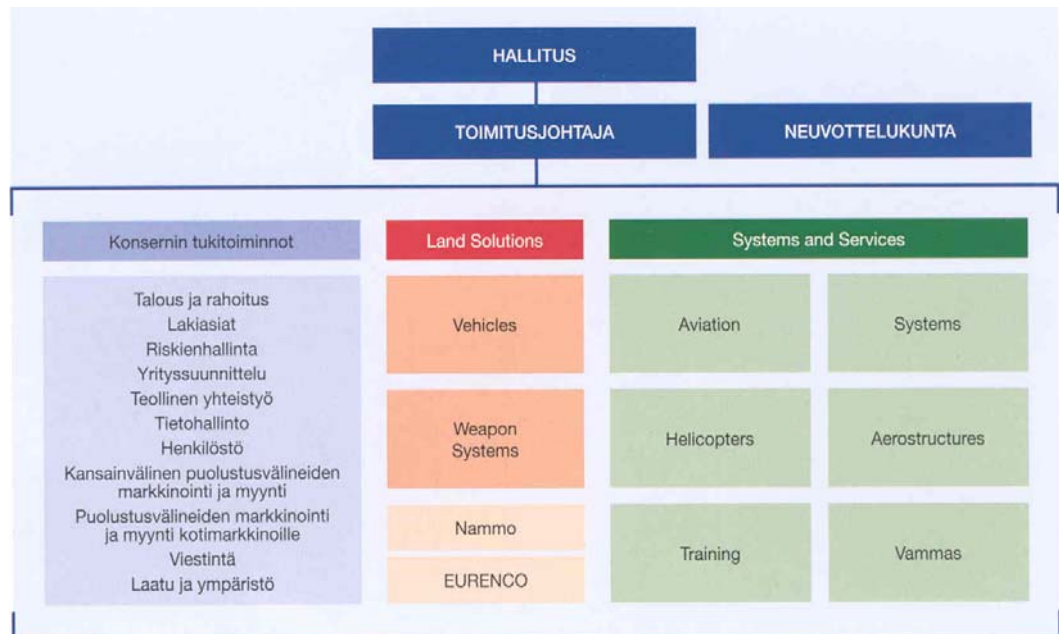 HALLITUS
TOIMITUSJOHTAJA
NEUVOTTELUKUNTA
Konsernin tukitoiminnot
Talous ja rahoitus
Lakiasiat
Riskienhallinta
Yrityssuunnittelu
Teollinen yhteistyö
Tietohallinto
Henkilöstö
Kansainvälinen puolustusvälineiden
markkinointi ja myynti
Puolustusvälineiden markkinointi
ja myynti kotimarkkinoille
Viestintä
Laatu ja ympäristö
Land Solutions
Vehicles
Weapon
Systems
Nammo
EURENCO
Systems and Services
Aviation
Systems
Helicopters
Aerostructures
Training
Vammas